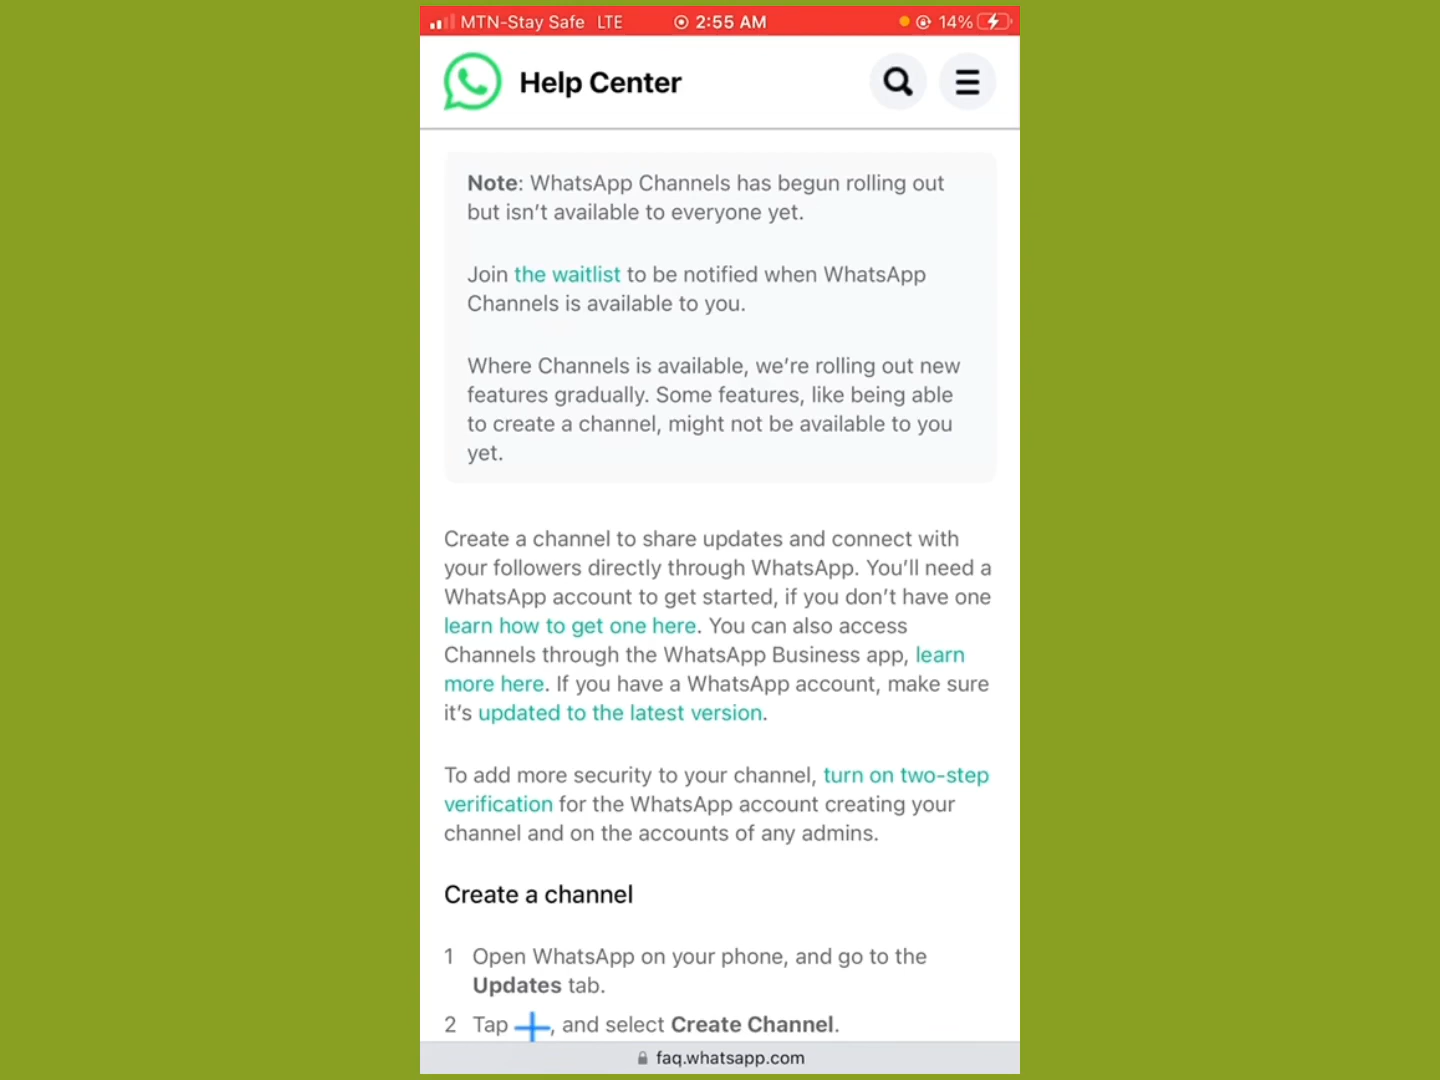 MTN-Stay Safe LTE 2:55 AM 14%
Help Center
Note: WhatsApp Channels has begun rolling out
but isn’t available to everyone yet.
Join the waitlist to be notified when WhatsApp
Channels is available to you.
Where Channels is available, we’re rolling out new
features gradually. Some features, like being able
to create a channel, might not be available to you
yet.
Create a channel to share updates and connect with
your followers directly through WhatsApp. You’ll need a
WhatsApp account to get started, if you don’t have one
learn how to get one here. You can also access
Channels through the WhatsApp Business app, learn
more here. If you have a WhatsApp account, make sure
it’s updated to the latest version.
To add more security to your channel, turn on two-step
verification for the WhatsApp account creating your
channel and on the accounts of any admins.
Create a channel
1 Open WhatsApp on your phone, and go to the
Updates tab.
2 Tap +, and select Create Channel.
faq.whatsapp.com